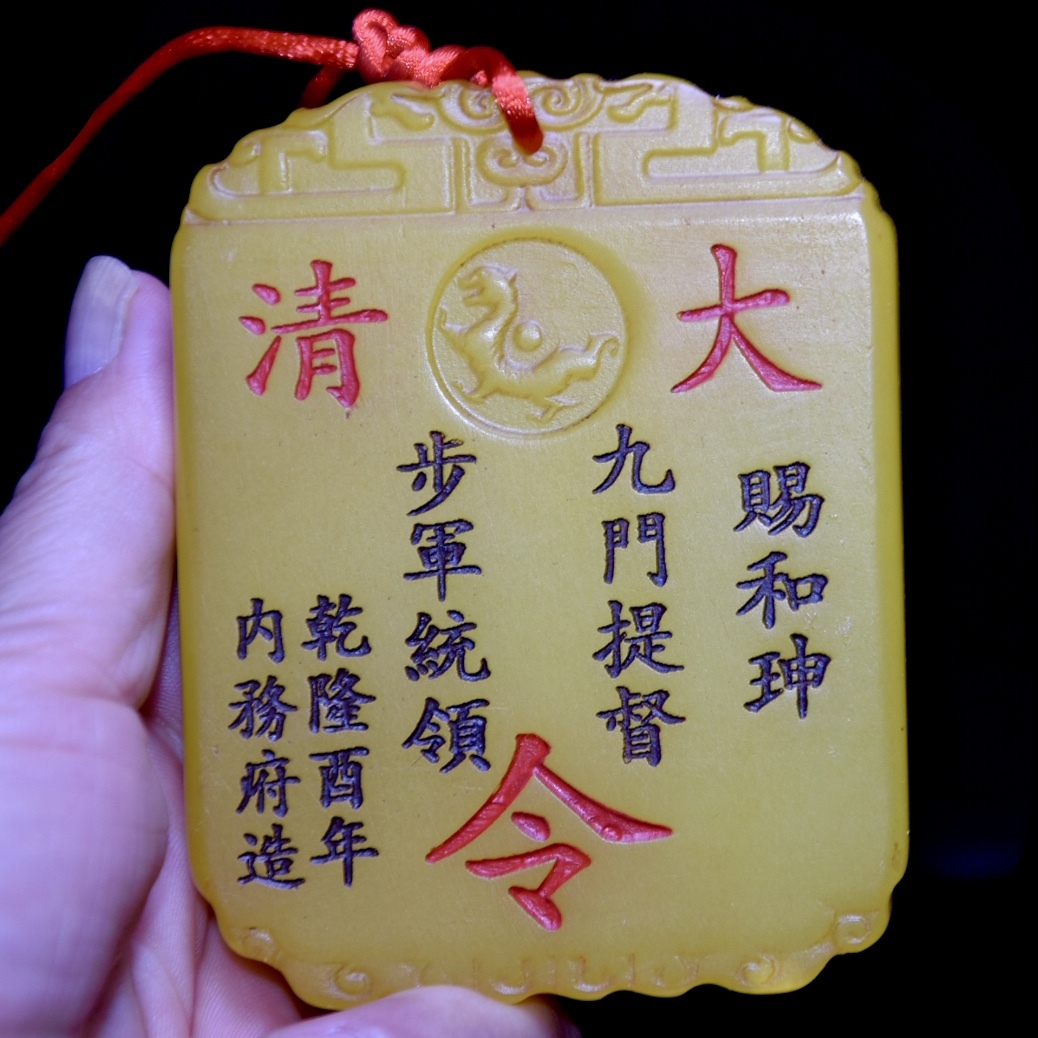 大清
賜和珅
九門提督
步軍統領
令
乾隆酉年
内務府造